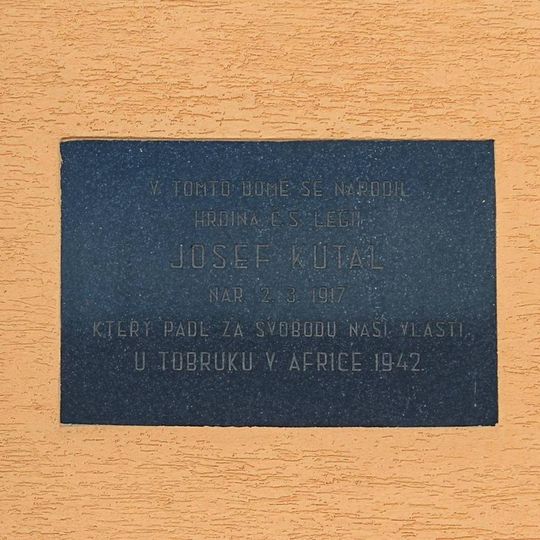 V TOMTO DOMĚ SE NARODIL
HRDINA Č.S. LEGIÍ
JOSEF KUTAL
NAR. 2. 3. 1917
KTERÝ PADL ZA SVOBODU NAŠÍ VLASTI
U TOBRUKU V AFRICE 1942.